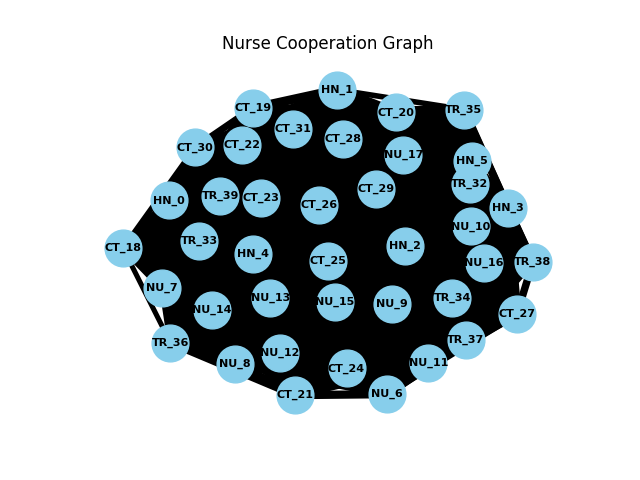 Nurse Cooperation Graph
HN_1
CT_19
CT_20
TR_35
CT_31
CT_28
CT_22
CT_30
NU_17
HN_5
TR_32
CT_29
TR_39
CT_23
HN_0
CT_26
HN_3
NU_10
TR_33
HN_2
CT_18
HN_4
CT_25
NU_16
TR_38
NU_7
NU_13
NU_15
NU_9
TR_34
NU_14
CT_27
TR_36
TR_37
NU_12
NU_8
CT_24
NU_11
CT_21
NU_6